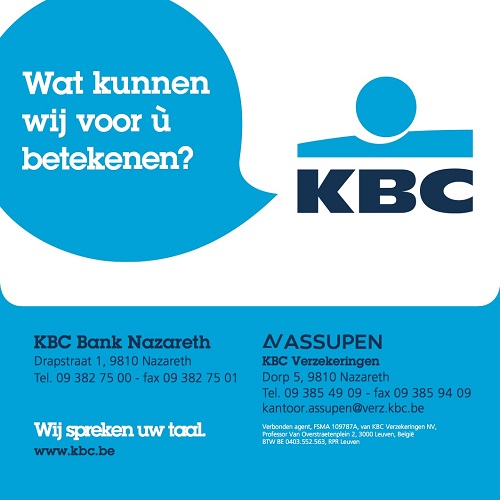 Wat kunnen
wij voor ù
betekenen?
KBC
KBC Bank Nazareth
Drapstraat 1, 9810 Nazareth
Tel. 09 382 75 00 - fax 09 382 75 01
Wij spreken uw taal.
www.kbc.be
ASSUPEN
KBC Verzekeringen
Dorp 5, 9810 Nazareth
Tel. 09 385 49 09 - fax 09 385 94 09
kantoor.assupen@verz.kbc.be
Verbonden agent, FSMA 109787A, van KBC Verzekeringen NV,
Professor Van Overstraetenplein 2, 3000 Leuven, België
BTW BE 0403.552.563, RPR Leuven